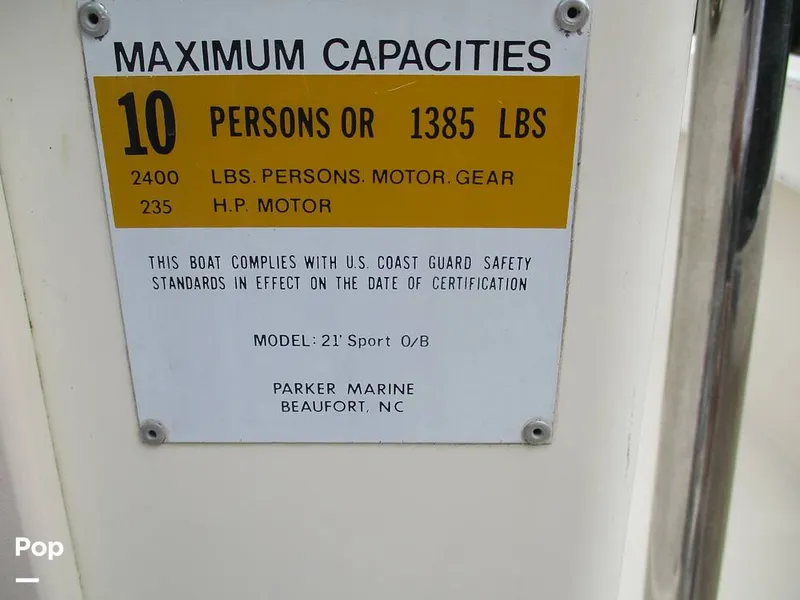 MAXIMUM CAPACITIES
10 PERSONS OR 1385 LBS
2400 LBS. PERSONS. MOTOR. GEAR
235 H.P. MOTOR
THIS BOAT COMPLIES WITH U.S. COAST GUARD SAFETY
STANDARDS IN EFFECT ON THE DATE OF CERTIFICATION
MODEL: 21' Sport O/B
PARKER MARINE
BEAUFORT, NC
Pop